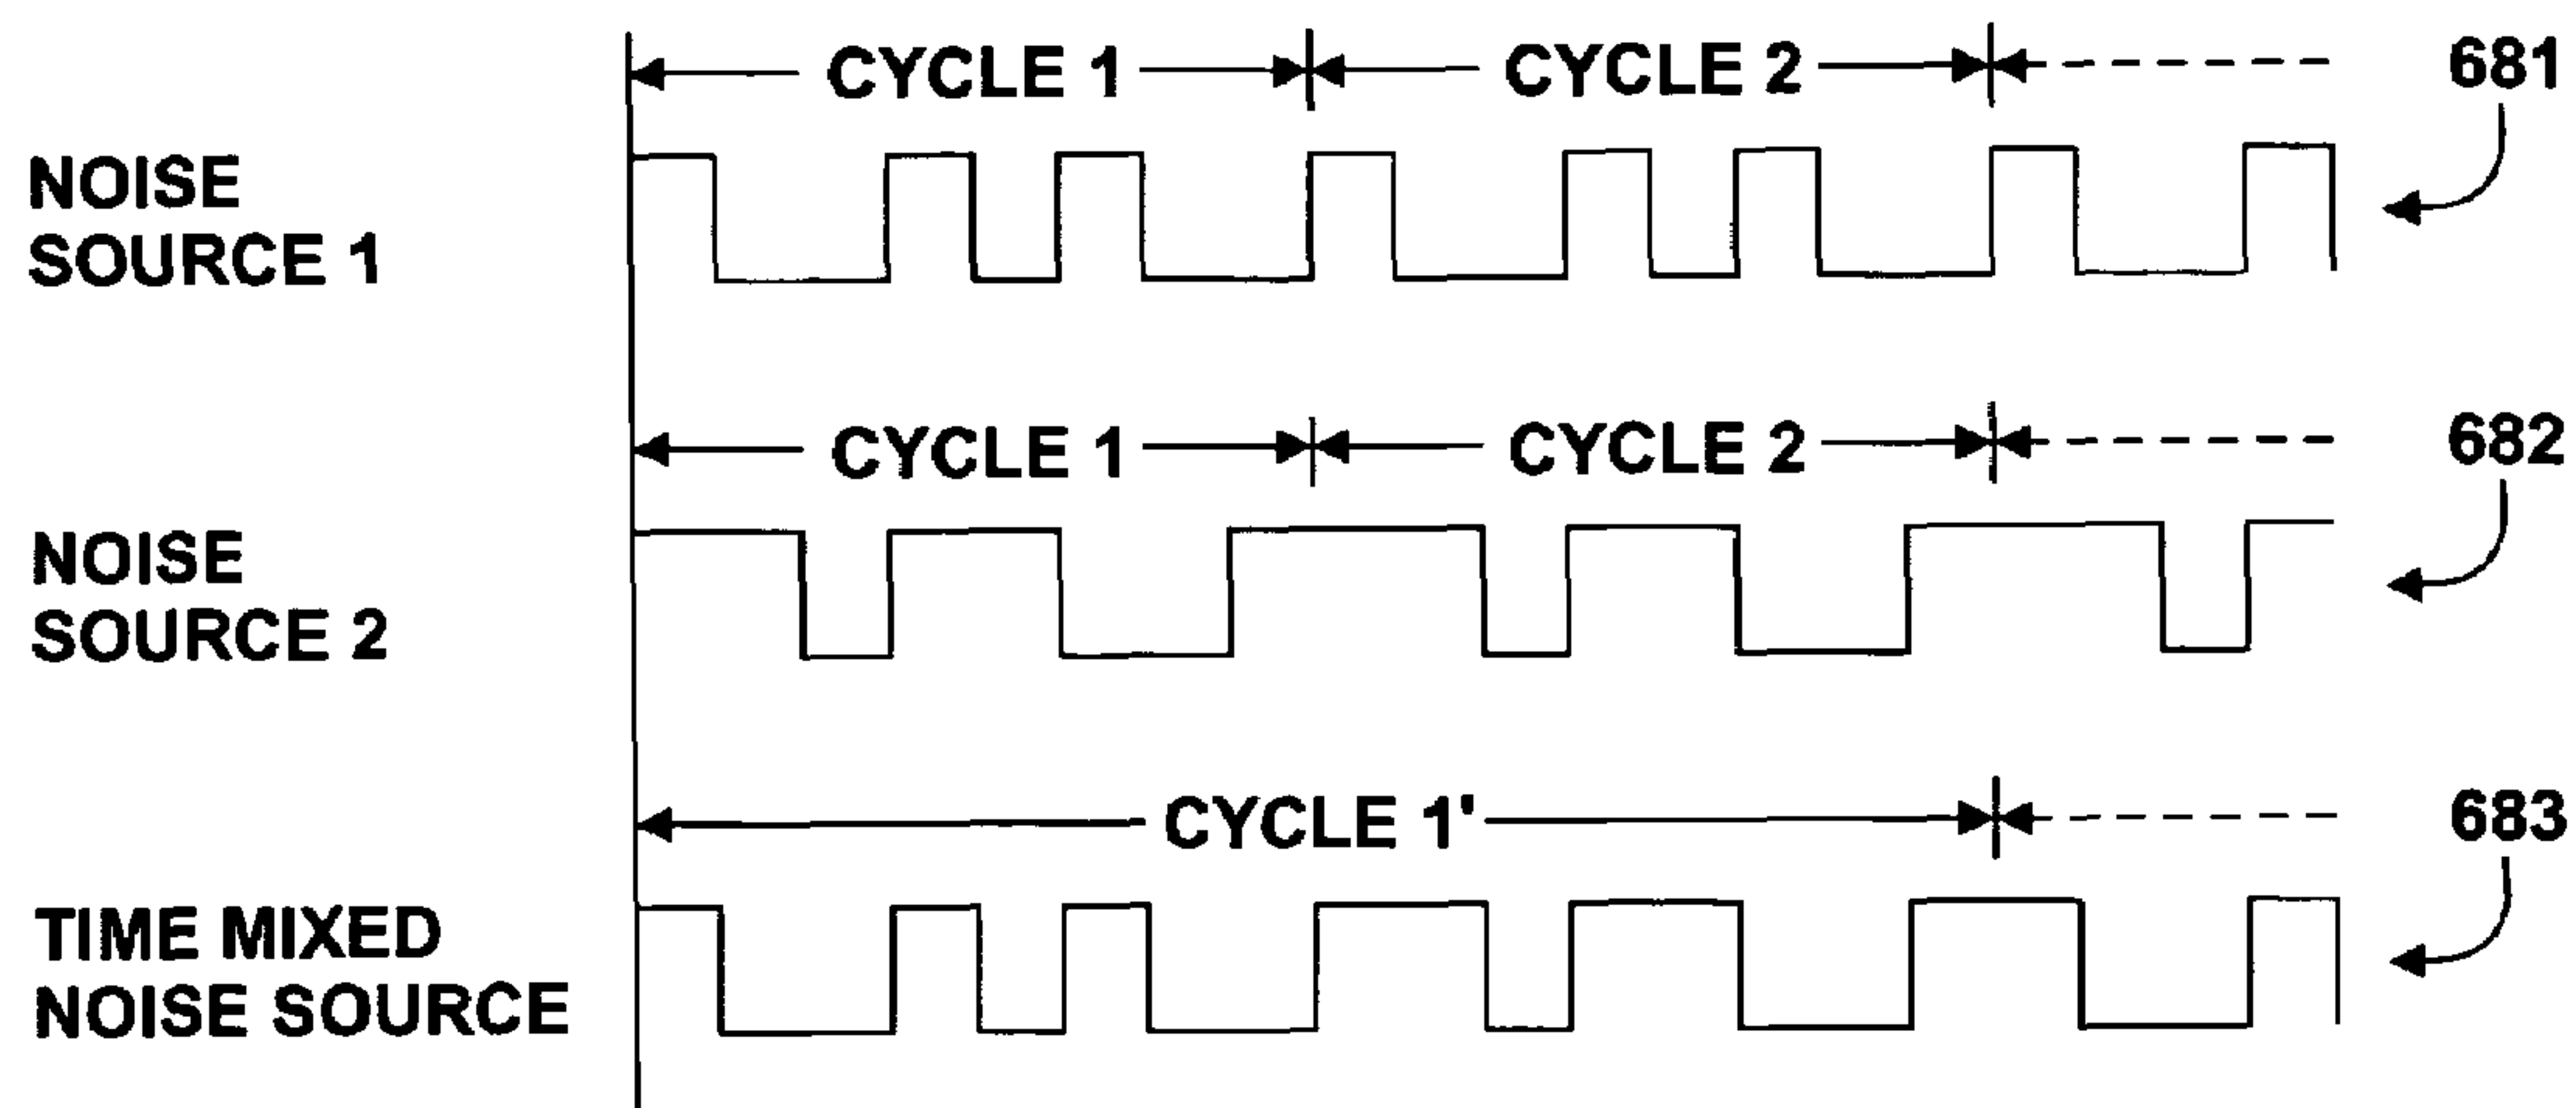 CYCLE 1 CYCLE 2 681
NOISE
SOURCE 1
CYCLE 1 CYCLE 2 682
NOISE
SOURCE 2
CYCLE 1' 683
TIME MIXED
NOISE SOURCE